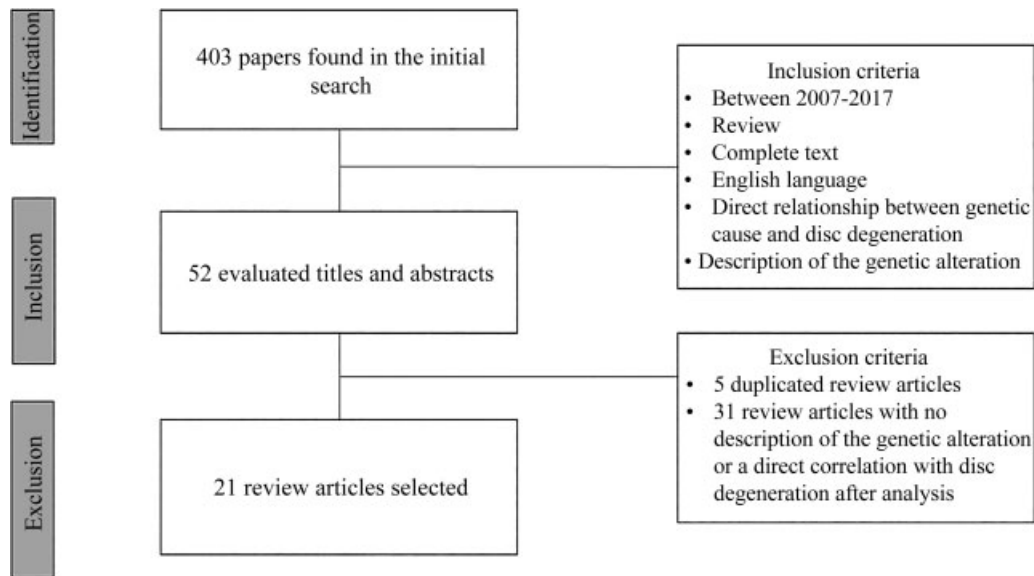 Identification
403 papers found in the initial
search
Inclusion criteria
• Between 2007-2017
• Review
• Complete text
• English language
• Direct relationship between genetic
cause and disc degeneration
• Description of the genetic alteration
Inclusion
52 evaluated titles and abstracts
Exclusion criteria
• 5 duplicated review articles
• 31 review articles with no
description of the genetic alteration
or a direct correlation with disc
degeneration after analysis
Exclusion
21 review articles selected